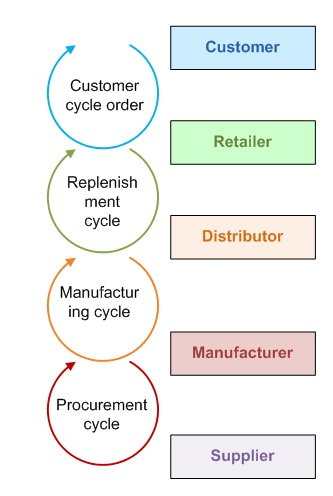 Customer
Customer
cycle order
Retailer
Replenish
ment
cycle
Distributor
Manufactur
ing cycle
Manufacturer
Procurement
cycle
Supplier